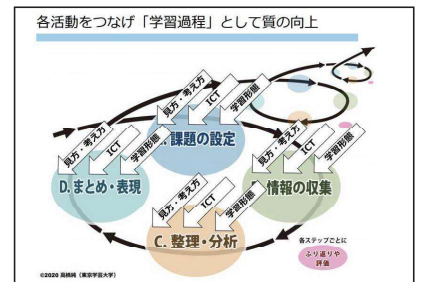 各活動をつなげ「学習過程」として質の向上
見方・考え方
ICT
学習形態
課題の設定
見方・考え方
ICT
学習形態
D. まとめ・表現
見方・考え方
ICT
学習形態
情報の収集
見方・考え方
ICT
学習形態
C. 整理・分析
各ステップごとに
ふり返りや
評価
©2020 高橋純（東京学芸大学）